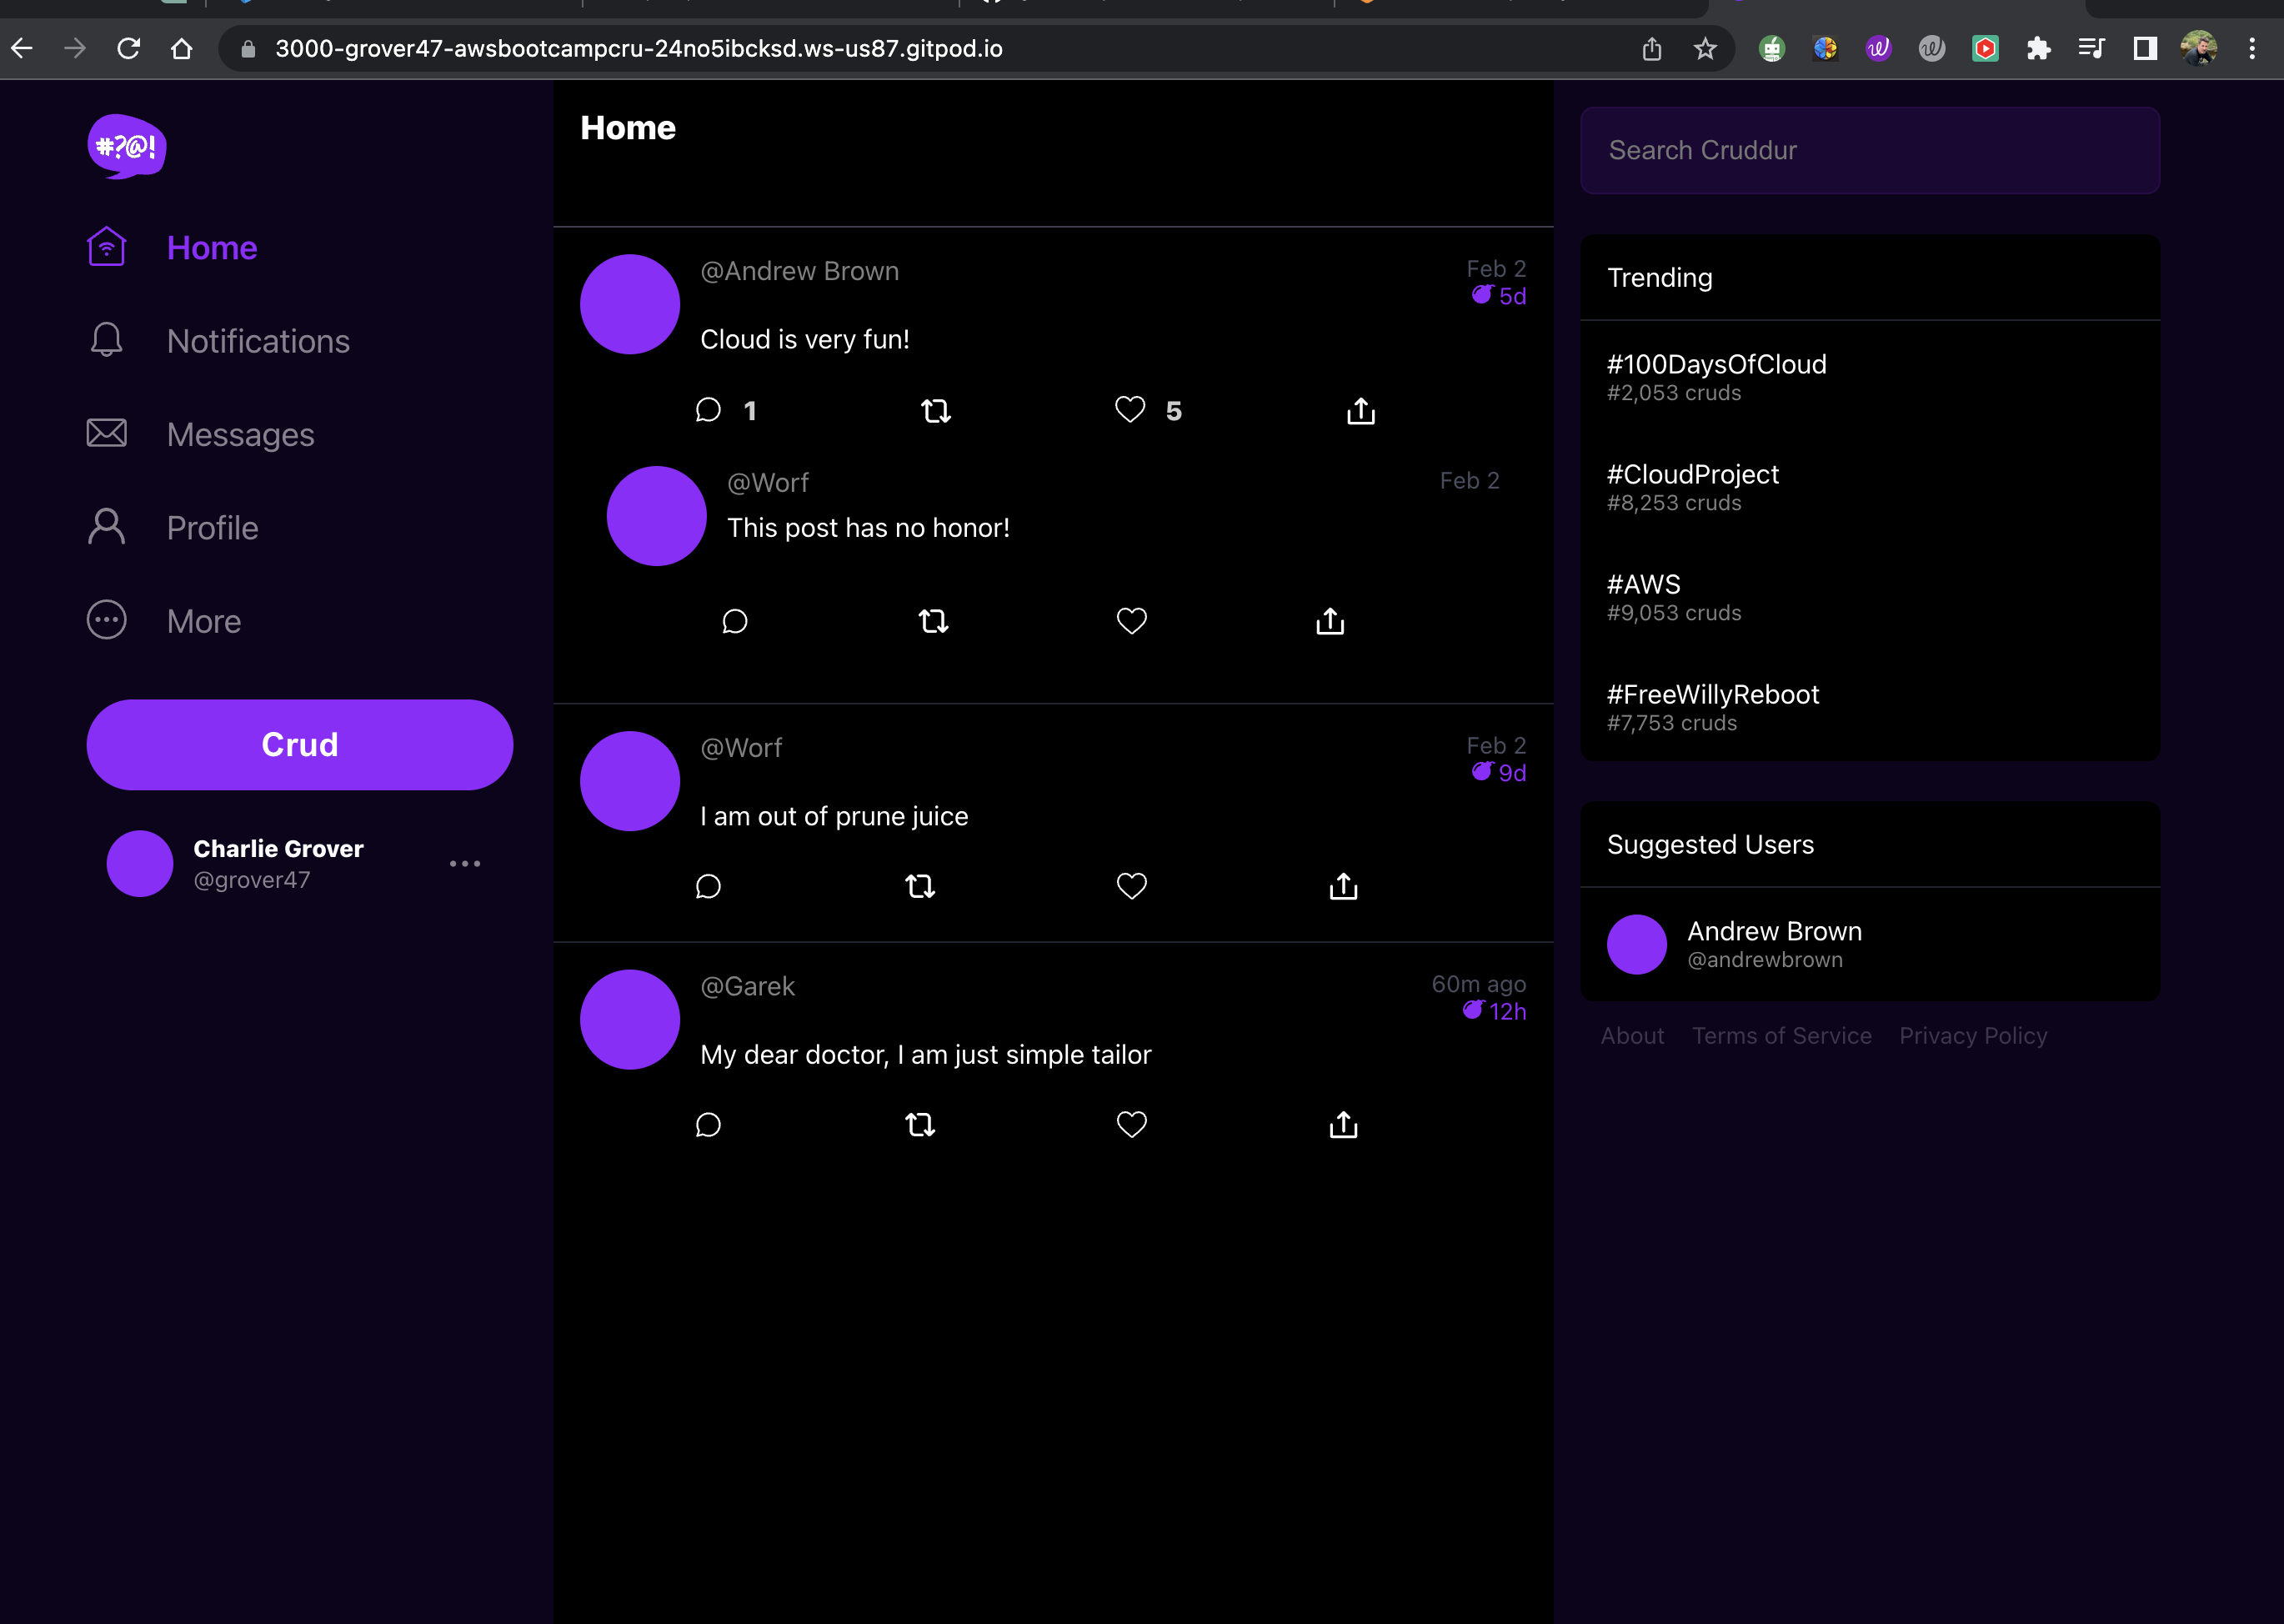 3000-grover47-awsbootcampcru-24no5ibcksd.ws-us87.gitpod.io
#?@!
Home
Notifications
Messages
Profile
More
Crud
Charlie Grover
@grover47
Home
@Andrew Brown
Feb 2
5d
Cloud is very fun!
1
5
@Worf
Feb 2
This post has no honor!
@Worf
Feb 2
9d
I am out of prune juice
@Garek
60m ago
12h
My dear doctor, I am just simple tailor
Search Cruddur
Trending
#100DaysOfCloud
#2,053 cruds
#CloudProject
#8,253 cruds
#AWS
#9,053 cruds
#FreeWillyReboot
#7,753 cruds
Suggested Users
Andrew Brown
@andrewbrown
About Terms of Service Privacy Policy